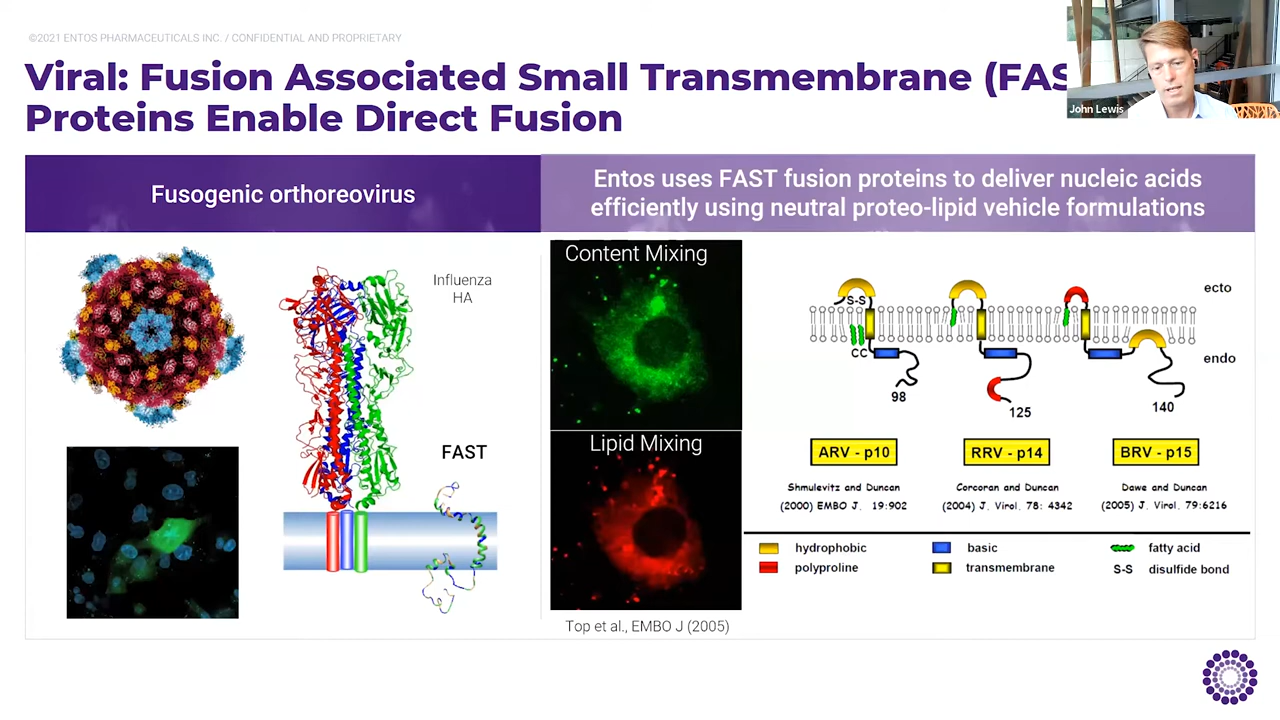 ©2021 ENTOS PHARMACEUTICALS INC. / CONFIDENTIAL AND PROPRIETARY
Viral: Fusion Associated Small Transmembrane (FAS
Proteins Enable Direct Fusion
John Lewis
Fusogenic orthoreovirus
Entos uses FAST fusion proteins to deliver nucleic acids
efficiently using neutral proteo-lipid vehicle formulations
Influenza
HA
FAST
Content Mixing
Lipid Mixing
Top et al., EMBO J (2005)
ecto
endo
S-S
CC
98
125
140
ARV - p10
RRV - p14
BRV - p15
Shmulevitz and Duncan
(2000) EMBO J. 19:902
Corcoran and Duncan
(2004) J. Virol. 78: 4342
Dawe and Duncan
(2005) J. Virol. 79:6216
hydrophobic
basic
fatty acid
polyproline
transmembrane
S-S disulfide bond